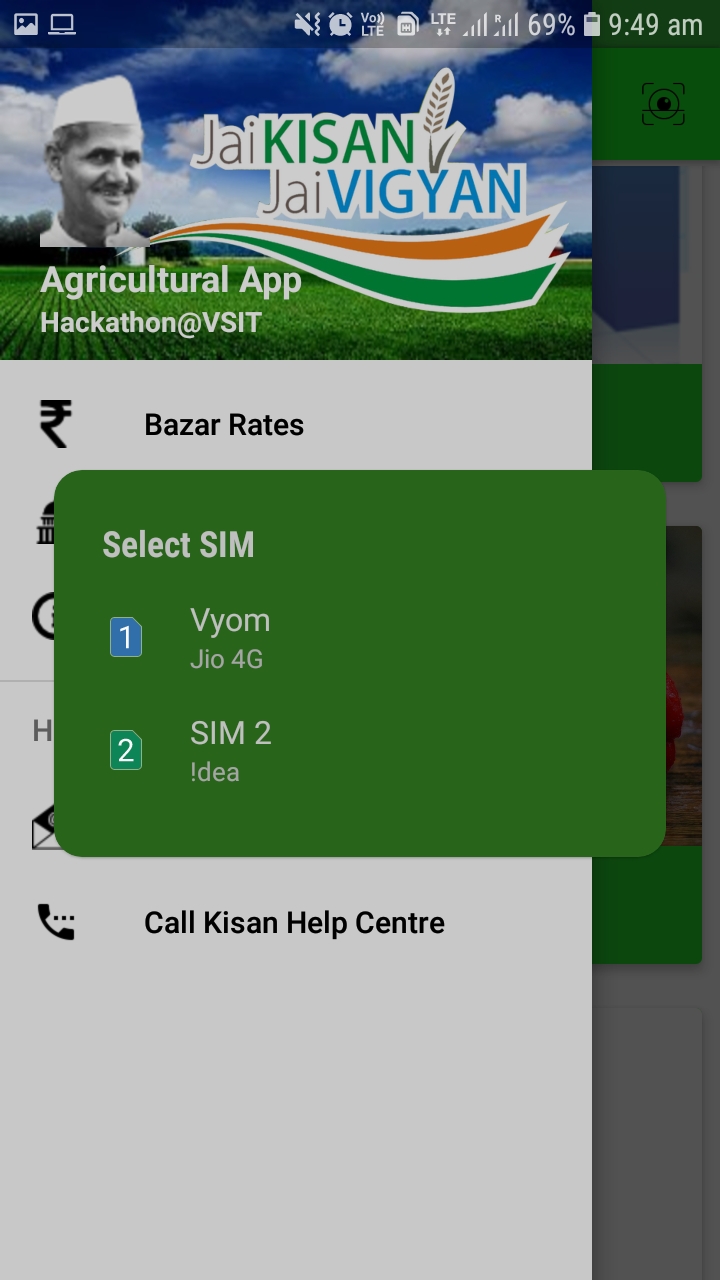 Vo))
LTE
LTE
R
69%
9:49 am
Jai KISAN
Jai VIGYAN
Agricultural App
Hackathon@VSIT
₹
Bazar Rates
Select SIM
1
Vyom
Jio 4G
2
SIM 2
!dea
H
Call Kisan Help Centre